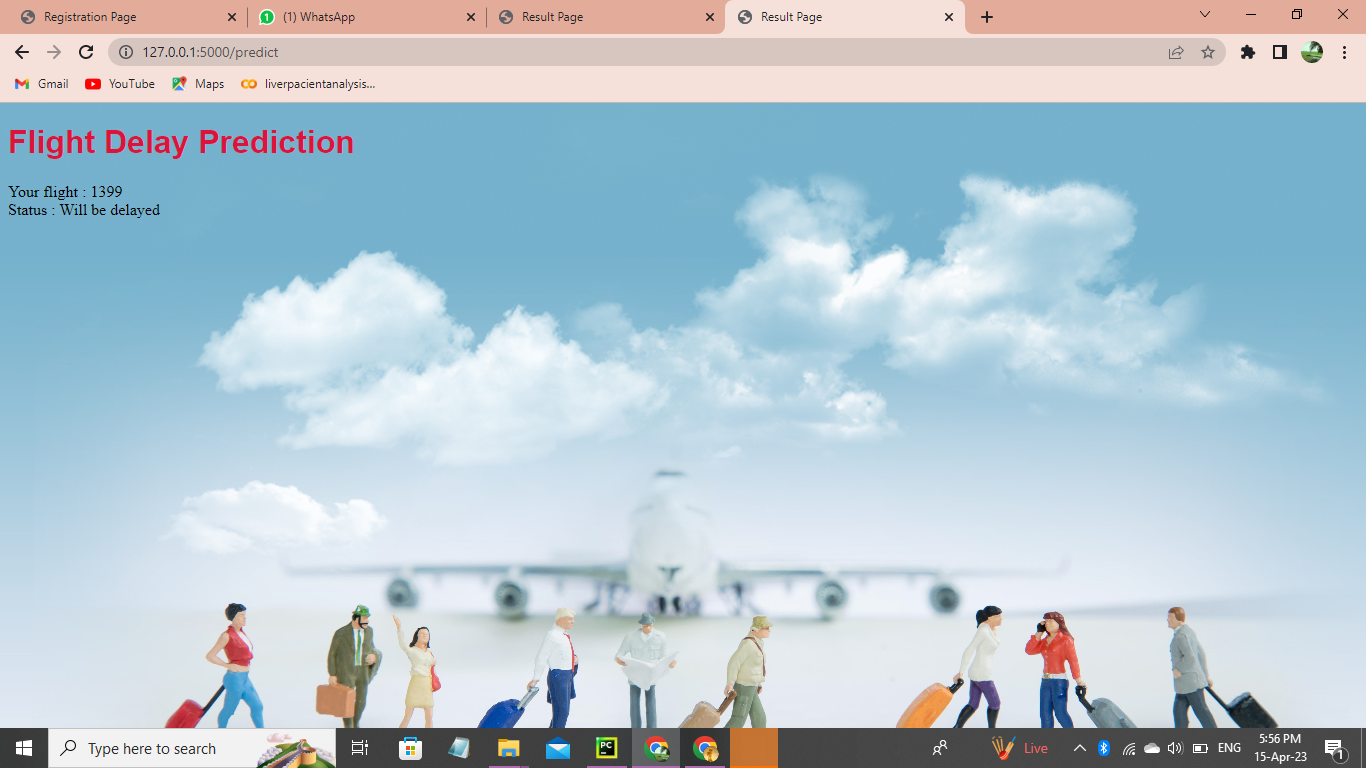 Registration Page
(1) WhatsApp
Result Page
Result Page
127.0.0.1:5000/predict
Gmail
YouTube
Maps
liverpacientanalysis...
Flight Delay Prediction
Your flight : 1399
Status : Will be delayed
Type here to search
PC
Live
ENG
5:56 PM
15-Apr-23
1